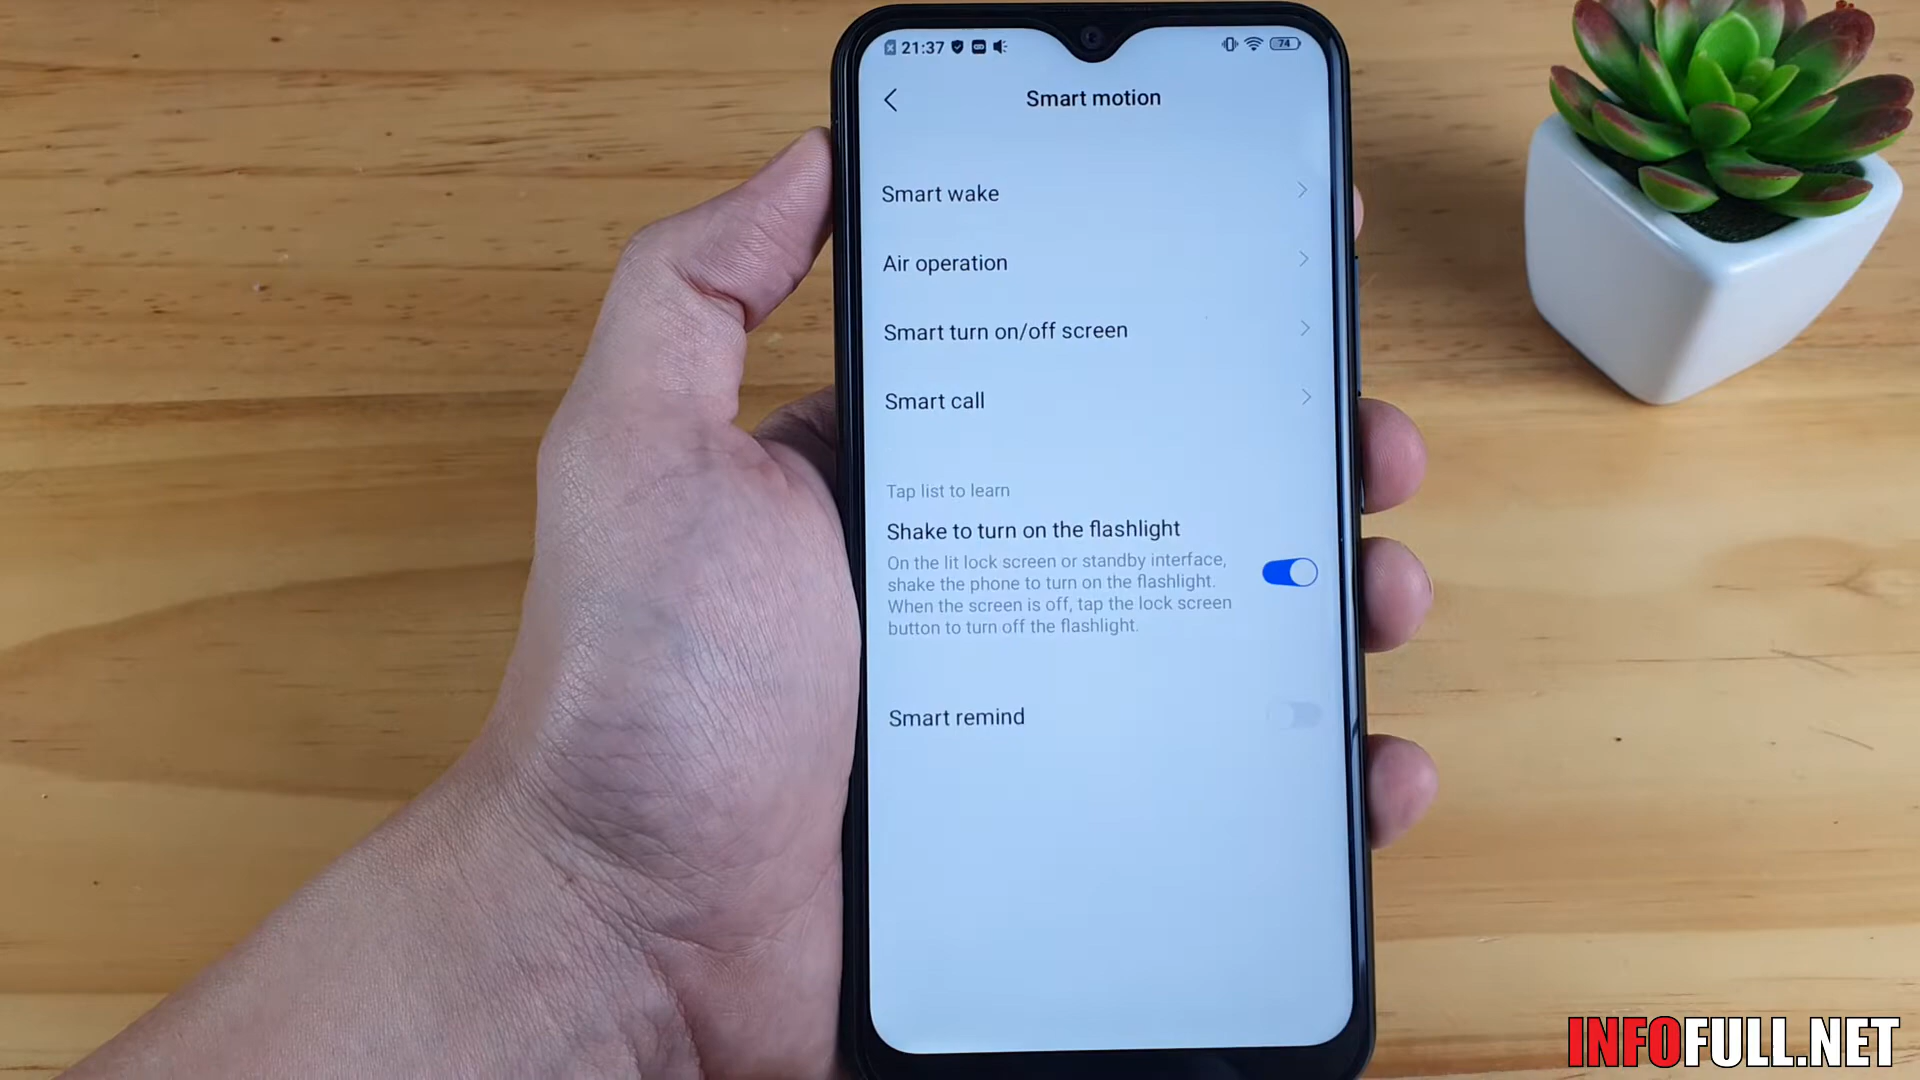 21:37
74
Smart motion
Smart wake
Air operation
Smart turn on/off screen
Smart call
Tap list to learn
Shake to turn on the flashlight
On the lit lock screen or standby interface,
shake the phone to turn on the flashlight.
When the screen is off, tap the lock screen
button to turn off the flashlight.
Smart remind
INFOFULL.NET